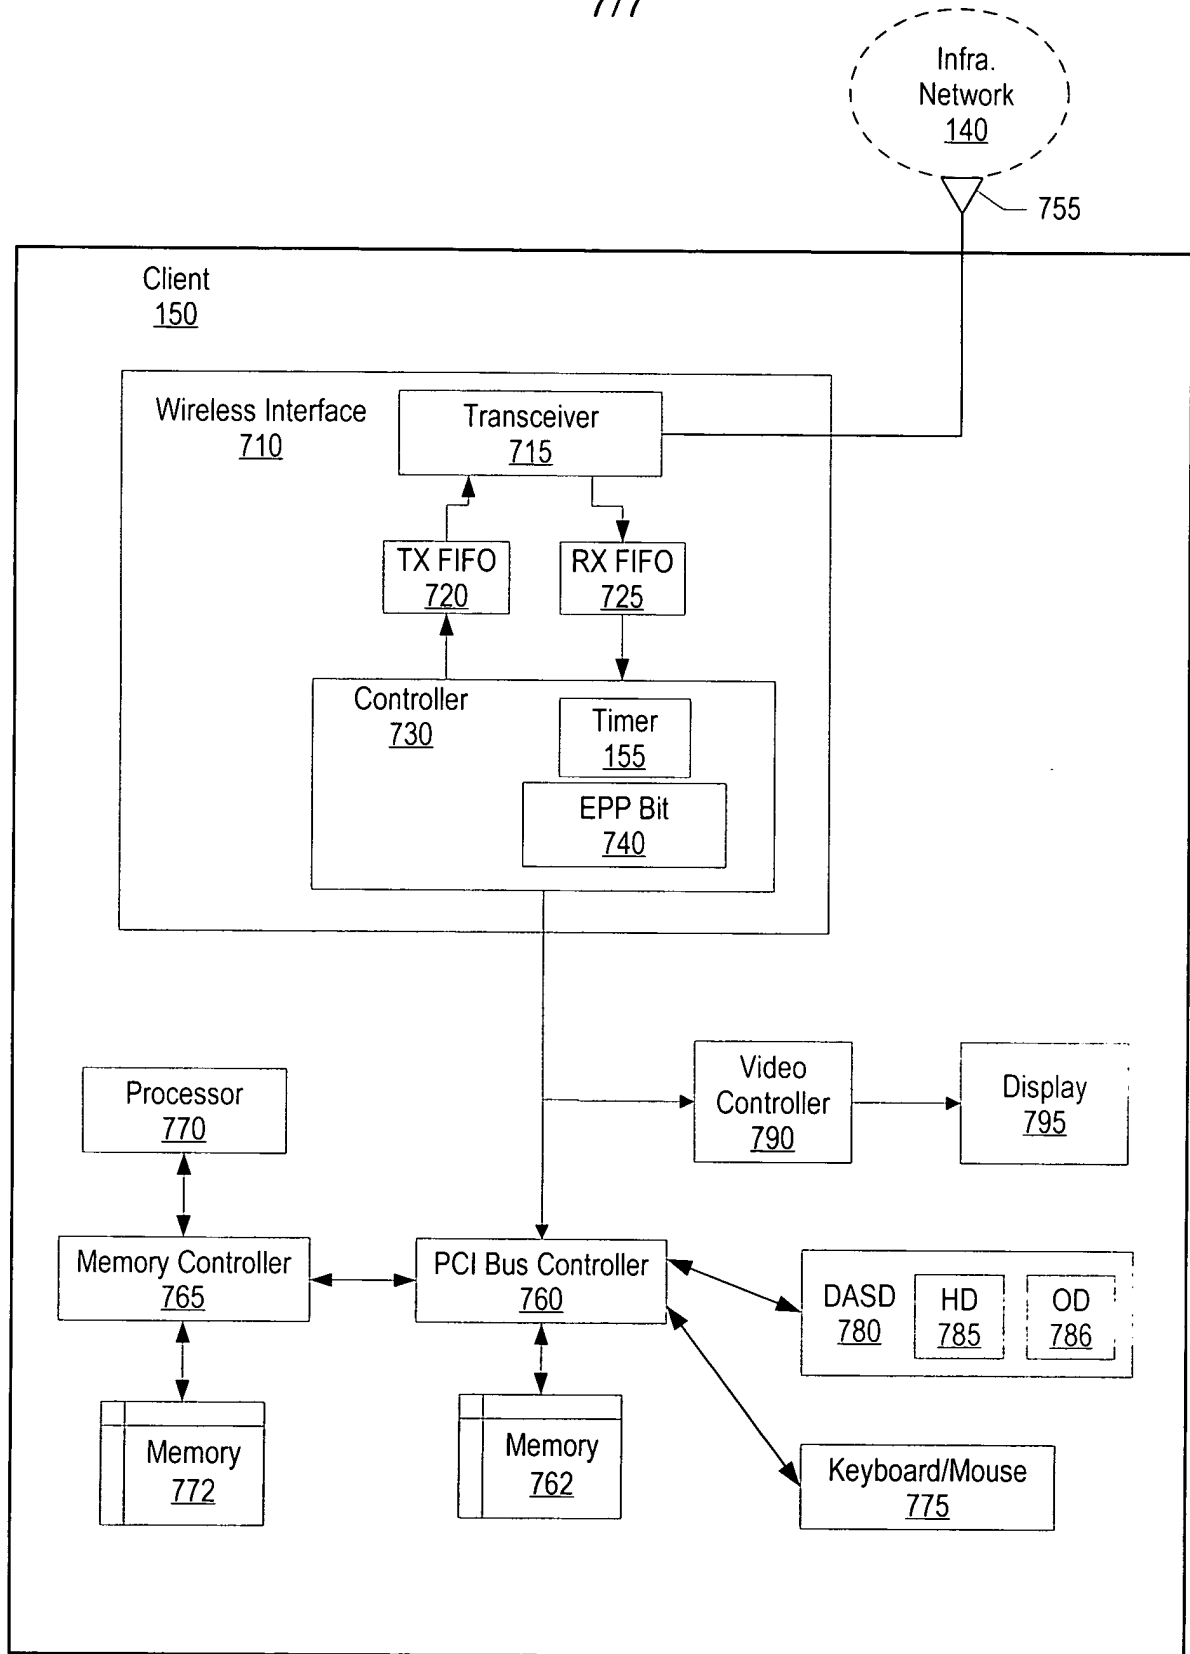 7/7
Infra.
Network
140
755
Client
150
Wireless Interface
710
Transceiver
715
TX FIFO
720
RX FIFO
725
Controller
730
Timer
155
EPP Bit
740
Processor
770
Video
Controller
790
Display
795
Memory Controller
765
PCI Bus Controller
760
DASD
780
HD
785
OD
786
Memory
772
Memory
762
Keyboard/Mouse
775